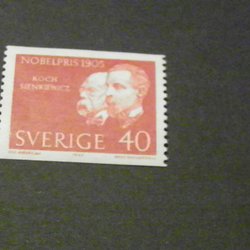 NOBELPRIS 1905
KOCH
SIENKIEWICZ
SVERIGE 40